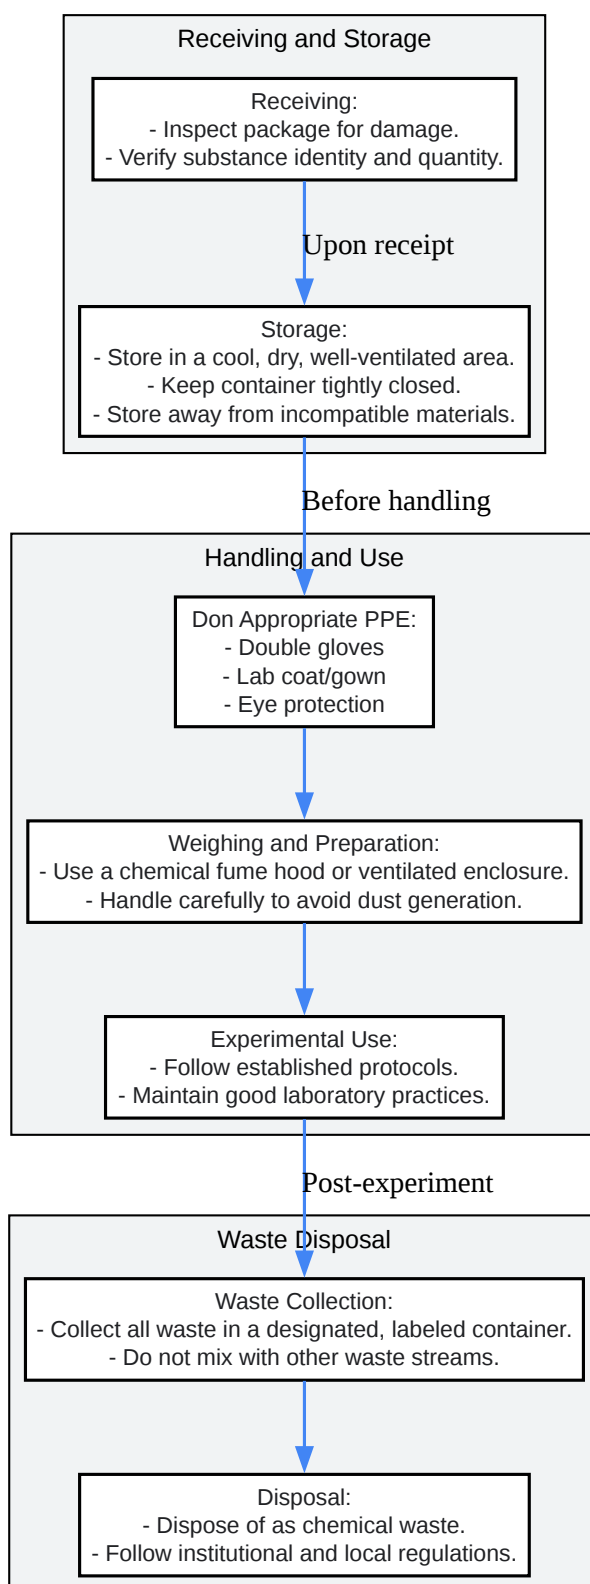 Receiving and Storage
Receiving:
- Inspect package for damage.
- Verify substance identity and quantity.
Upon receipt
Storage:
- Store in a cool, dry, well-ventilated area.
- Keep container tightly closed.
- Store away from incompatible materials.
Before handling
Handling and Use
Don Appropriate PPE:
- Double gloves
- Lab coat/gown
- Eye protection
Weighing and Preparation:
- Use a chemical fume hood or ventilated enclosure.
- Handle carefully to avoid dust generation.
Experimental Use:
- Follow established protocols.
- Maintain good laboratory practices.
Post-experiment
Waste Disposal
Waste Collection:
- Collect all waste in a designated, labeled container.
- Do not mix with other waste streams.
Disposal:
- Dispose of as chemical waste.
- Follow institutional and local regulations.